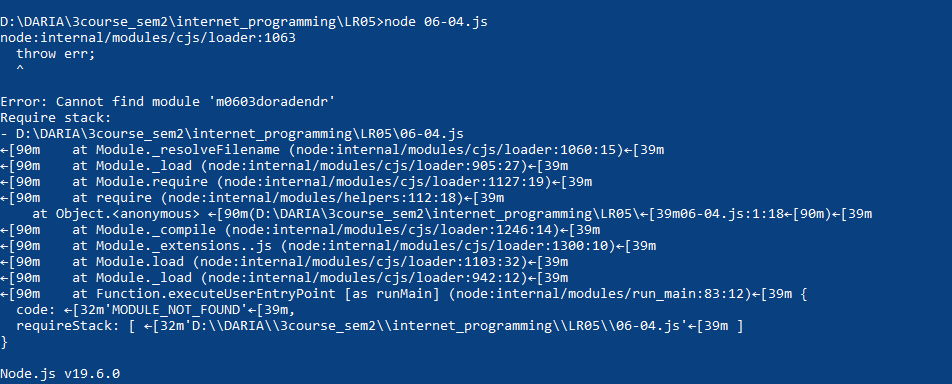 D:\DARIA\3course_sem2\internet_programming\LR05>node 06-04.js
node:internal/modules/cjs/loader:1063
  throw err;
  ^

Error: Cannot find module 'm0603doradendr'
Require stack:
- D:\DARIA\3course_sem2\internet_programming\LR05\06-04.js
←[90m    at Module._resolveFilename (node:internal/modules/cjs/loader:1060:15)←[39m
←[90m    at Module._load (node:internal/modules/cjs/loader:905:27)←[39m
←[90m    at Module.require (node:internal/modules/cjs/loader:1127:19)←[39m
←[90m    at require (node:internal/modules/helpers:112:18)←[39m
    at Object.<anonymous> ←[90m(D:\DARIA\3course_sem2\internet_programming\LR05\←[39m06-04.js:1:18←[90m)←[39m
←[90m    at Module._compile (node:internal/modules/cjs/loader:1246:14)←[39m
←[90m    at Module._extensions..js (node:internal/modules/cjs/loader:1300:10)←[39m
←[90m    at Module.load (node:internal/modules/cjs/loader:1103:32)←[39m
←[90m    at Module._load (node:internal/modules/cjs/loader:942:12)←[39m
←[90m    at Function.executeUserEntryPoint [as runMain] (node:internal/modules/run_main:83:12)←[39m {
  code: ←[32m'MODULE_NOT_FOUND'←[39m,
  requireStack: [ ←[32m'D:\\DARIA\\3course_sem2\\internet_programming\\LR05\\06-04.js'←[39m ]
}

Node.js v19.6.0